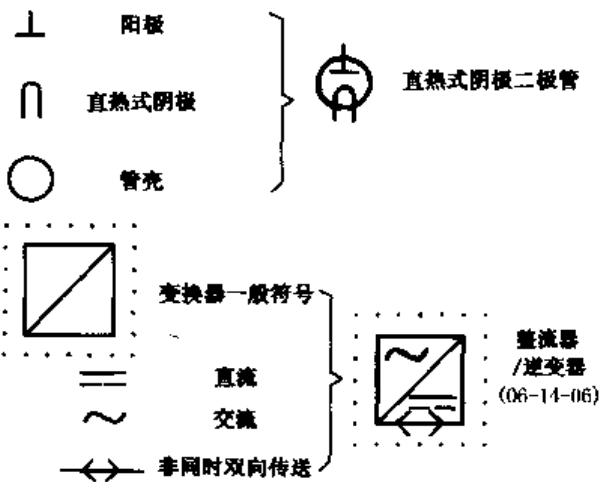 阳极
直热式阴极
直热式阴极二极管
管壳
变换器一般符号
整流器
/逆变器
(06-14-06)
直流
交流
非同时双向传送